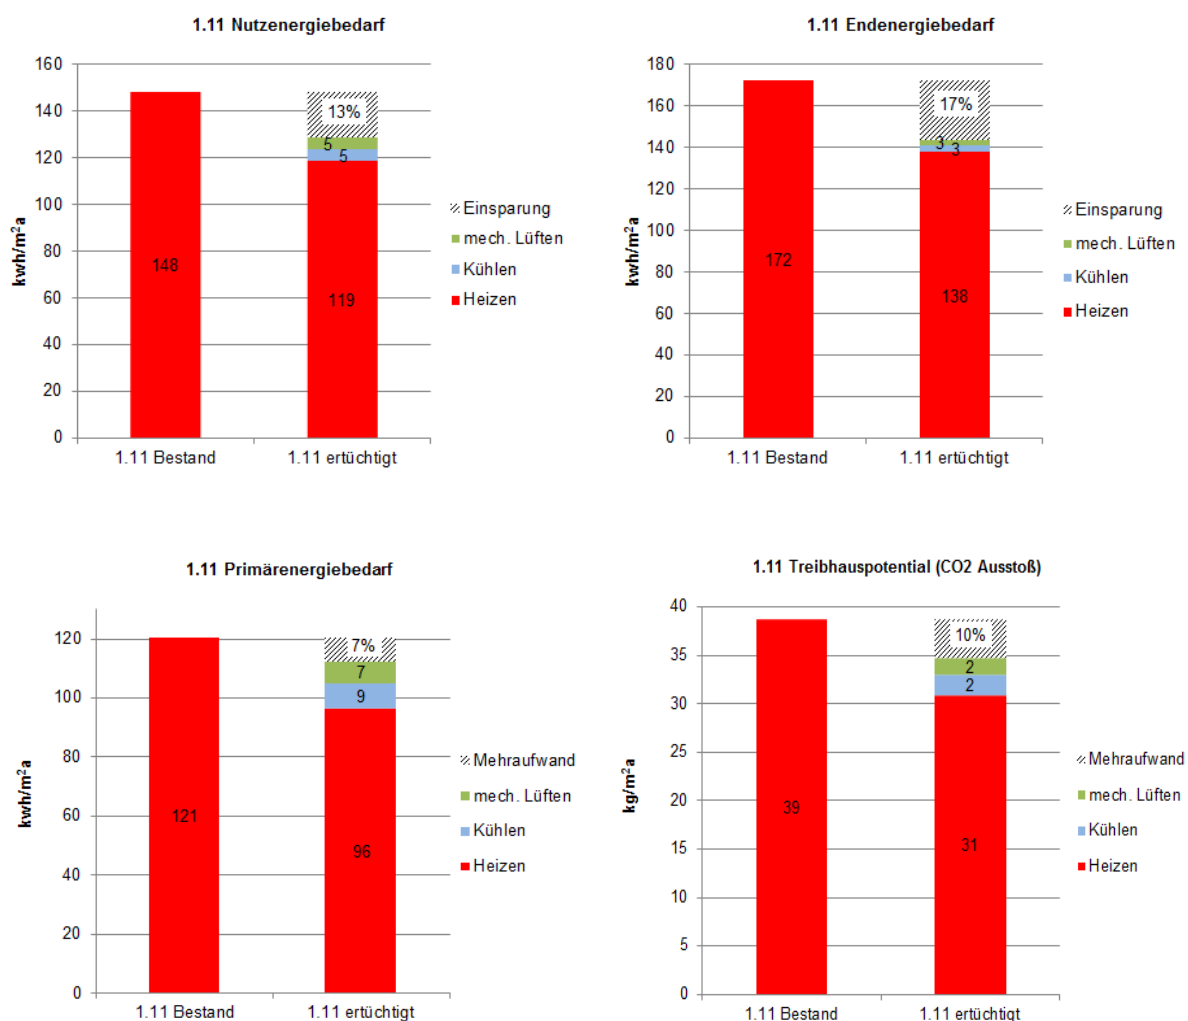 1.11 Nutzenergiebedarf
160
140
120
100
80
60
40
20
0
kwh/m²a
148
13%
5
5
119
Einsparung
mech. Lüften
Kühlen
Heizen
1.11 Bestand
1.11 ertüchtigt
1.11 Endenergiebedarf
180
160
140
120
100
80
60
40
20
0
kwh/m²a
172
17%
3
3
138
Einsparung
mech. Lüften
Kühlen
Heizen
1.11 Bestand
1.11 ertüchtigt
1.11 Primärenergiebedarf
120
100
80
60
40
20
0
kwh/m²a
121
7%
7
9
96
Mehraufwand
mech. Lüften
Kühlen
Heizen
1.11 Bestand
1.11 ertüchtigt
1.11 Treibhauspotential (CO2 Ausstoß)
40
35
30
25
20
15
10
5
0
kg/m²a
39
10%
2
2
31
Mehraufwand
mech. Lüften
Kühlen
Heizen
1.11 Bestand
1.11 ertüchtigt